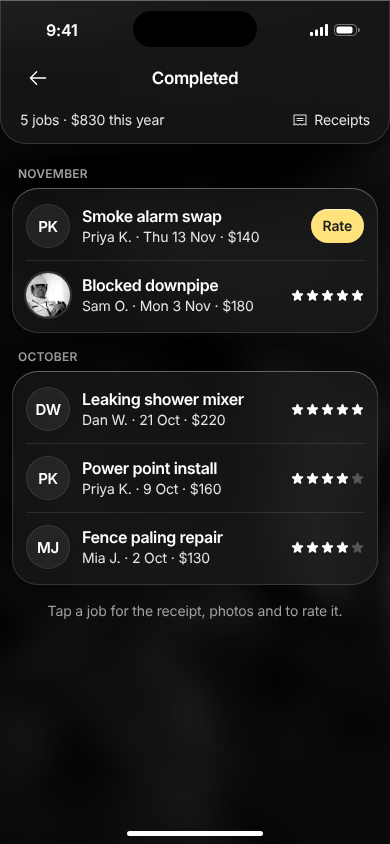 9:41
Completed
5 jobs · $830 this year
Receipts
NOVEMBER
PK
Smoke alarm swap
Priya K. · Thu 13 Nov · $140
Rate
Blocked downpipe
Sam O. · Mon 3 Nov · $180
OCTOBER
DW
Leaking shower mixer
Dan W. · 21 Oct · $220
PK
Power point install
Priya K. · 9 Oct · $160
MJ
Fence paling repair
Mia J. · 2 Oct · $130
Tap a job for the receipt, photos and to rate it.